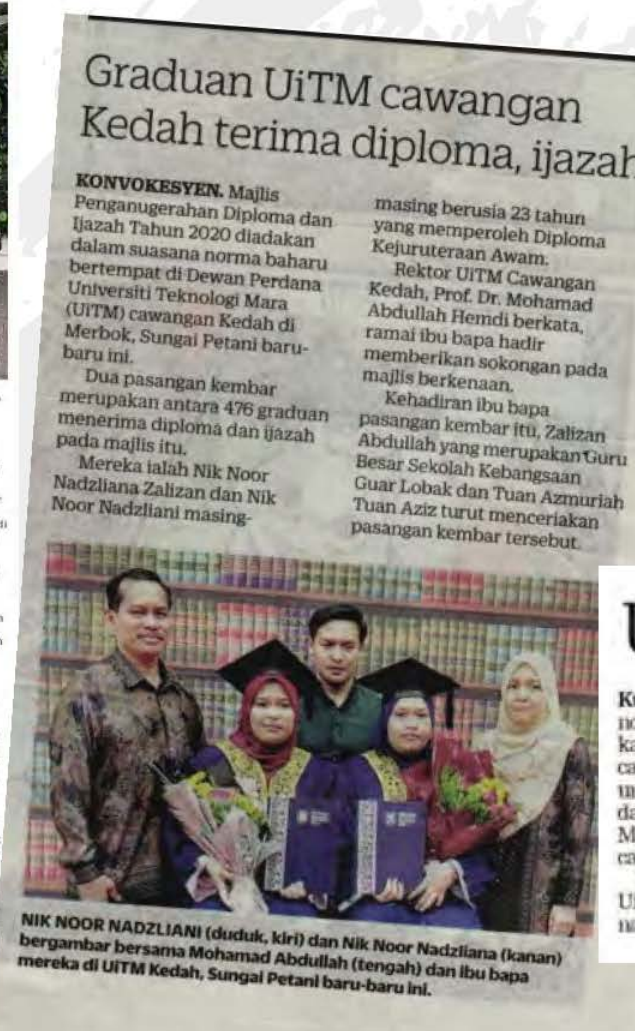 Graduan UiTM cawangan
Kedah terima diploma, ijazah
KONVOKESYEN. Majlis
Penganugerahan Diploma dan
Ijazah Tahun 2020 diadakan
dalam suasana norma baharu
bertempat di Dewan Perdana
Universiti Teknologi Mara
(UiTM) cawangan Kedah di
Merbok, Sungai Petani baru-
baru ini.
Dua pasangan kembar
merupakan antara 476 graduan
menerima diploma dan ijazah
pada majlis itu.
Mereka ialah Nik Noor
Nadzliana Zalizan dan Nik
Noor Nadzliani masing-
masing berusia 23 tahun
yang memperoleh Diploma
Kejuruteraan Awam.
Rektor UiTM Cawangan
Kedah, Prof. Dr. Mohamad
Abdullah Hemdi berkata,
ramai ibu bapa hadir
memberikan sokongan pada
majlis berkenaan.
Kehadiran ibu bapa
pasangan kembar itu, Zalizan
Abdullah yang merupakan Guru
Besar Sekolah Kebangsaan
Guar Lobak dan Tuan Azmuriah
Tuan Aziz turut menceriakan
pasangan kembar tersebut.
NIK NOOR NADZLIANI (duduk, kiri) dan Nik Noor Nadzliana (kanan)
bergambar bersama Mohamad Abdullah (tengah) dan ibu bapa
mereka di UiTM Kedah, Sungai Petani baru-baru ini.